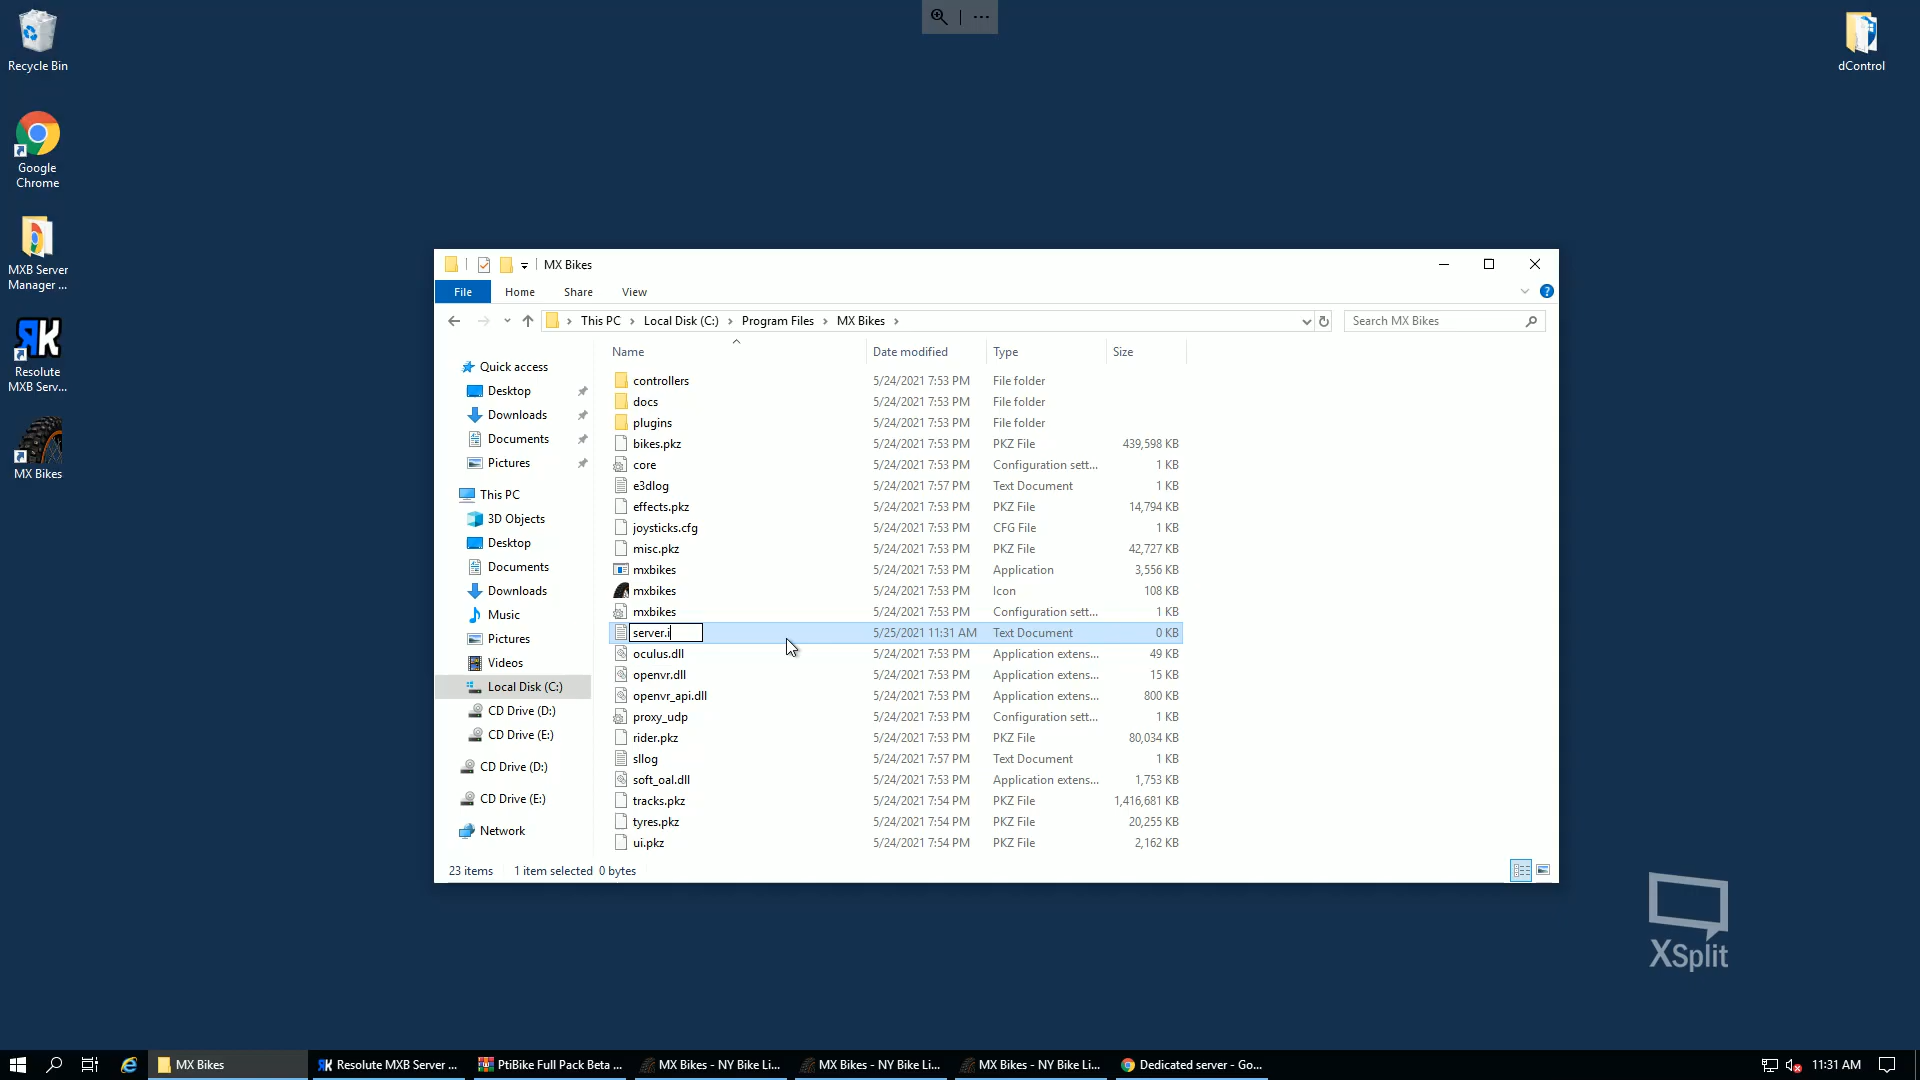 Recycle Bin
Google
Chrome
MXB Server
Manager ...
Resolute
MXB Serv...
MX Bikes
dControl
MX Bikes
File
Home
Share
View
This PC
Local Disk (C:)
Program Files
MX Bikes
Search MX Bikes
Name
Date modified
Type
Size
Quick access
Desktop
Downloads
Documents
Pictures
This PC
3D Objects
Desktop
Documents
Downloads
Music
Pictures
Videos
Local Disk (C:)
CD Drive (D:)
CD Drive (E:)
CD Drive (D:)
CD Drive (E:)
Network
controllers 5/24/2021 7:53 PM File folder
docs 5/24/2021 7:53 PM File folder
plugins 5/24/2021 7:53 PM File folder
bikes.pkz 5/24/2021 7:53 PM PKZ File 439,598 KB
core 5/24/2021 7:53 PM Configuration sett... 1 KB
e3dlog 5/24/2021 7:57 PM Text Document 1 KB
effects.pkz 5/24/2021 7:53 PM PKZ File 14,794 KB
joysticks.cfg 5/24/2021 7:53 PM CFG File 1 KB
misc.pkz 5/24/2021 7:53 PM PKZ File 42,727 KB
mxbikes 5/24/2021 7:53 PM Application 3,556 KB
mxbikes 5/24/2021 7:53 PM Icon 108 KB
mxbikes 5/24/2021 7:53 PM Configuration sett... 1 KB
server.i 5/25/2021 11:31 AM Text Document 0 KB
oculus.dll 5/24/2021 7:53 PM Application extens... 49 KB
openvr.dll 5/24/2021 7:53 PM Application extens... 15 KB
openvr_api.dll 5/24/2021 7:53 PM Application extens... 800 KB
proxy_udp 5/24/2021 7:53 PM Configuration sett... 1 KB
rider.pkz 5/24/2021 7:53 PM PKZ File 80,034 KB
sllog 5/24/2021 7:57 PM Text Document 1 KB
soft_oal.dll 5/24/2021 7:53 PM Application extens... 1,753 KB
tracks.pkz 5/24/2021 7:54 PM PKZ File 1,416,681 KB
tyres.pkz 5/24/2021 7:54 PM PKZ File 20,255 KB
ui.pkz 5/24/2021 7:54 PM PKZ File 2,162 KB
23 items 1 item selected 0 bytes
XSplit
MX Bikes
RK Resolute MXB Server ...
PtiBike Full Pack Beta ...
MX Bikes - NY Bike Li...
MX Bikes - NY Bike Li...
MX Bikes - NY Bike Li...
Dedicated server - Go...
11:31 AM